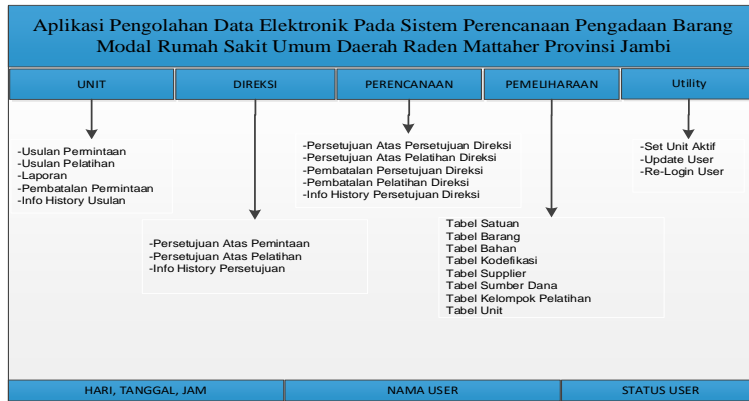 Aplikasi Pengolahan Data Elektronik Pada Sistem Perencanaan Pengadaan Barang
Modal Rumah Sakit Umum Daerah Raden Mattaher Provinsi Jambi
UNIT
DIREKSI
PERENCANAAN
PEMELIHARAAN
Utility
-Usulan Permintaan
-Usulan Pelatihan
-Laporan
-Pembatalan Permintaan
-Info History Usulan
-Persetujuan Atas Pemintaan
-Persetujuan Atas Pelatihan
-Info History Persetujuan
-Persetujuan Atas Persetujuan Direksi
-Persetujuan Atas Pelatihan Direksi
-Pembatalan Persetujuan Direksi
-Pembatalan Pelatihan Direksi
-Info History Persetujuan Direksi
Tabel Satuan
Tabel Barang
Tabel Bahan
Tabel Kodefikasi
Tabel Supplier
Tabel Sumber Dana
Tabel Kelompok Pelatihan
Tabel Unit
-Set Unit Aktif
-Update User
-Re-Login User
HARI, TANGGAL, JAM
NAMA USER
STATUS USER